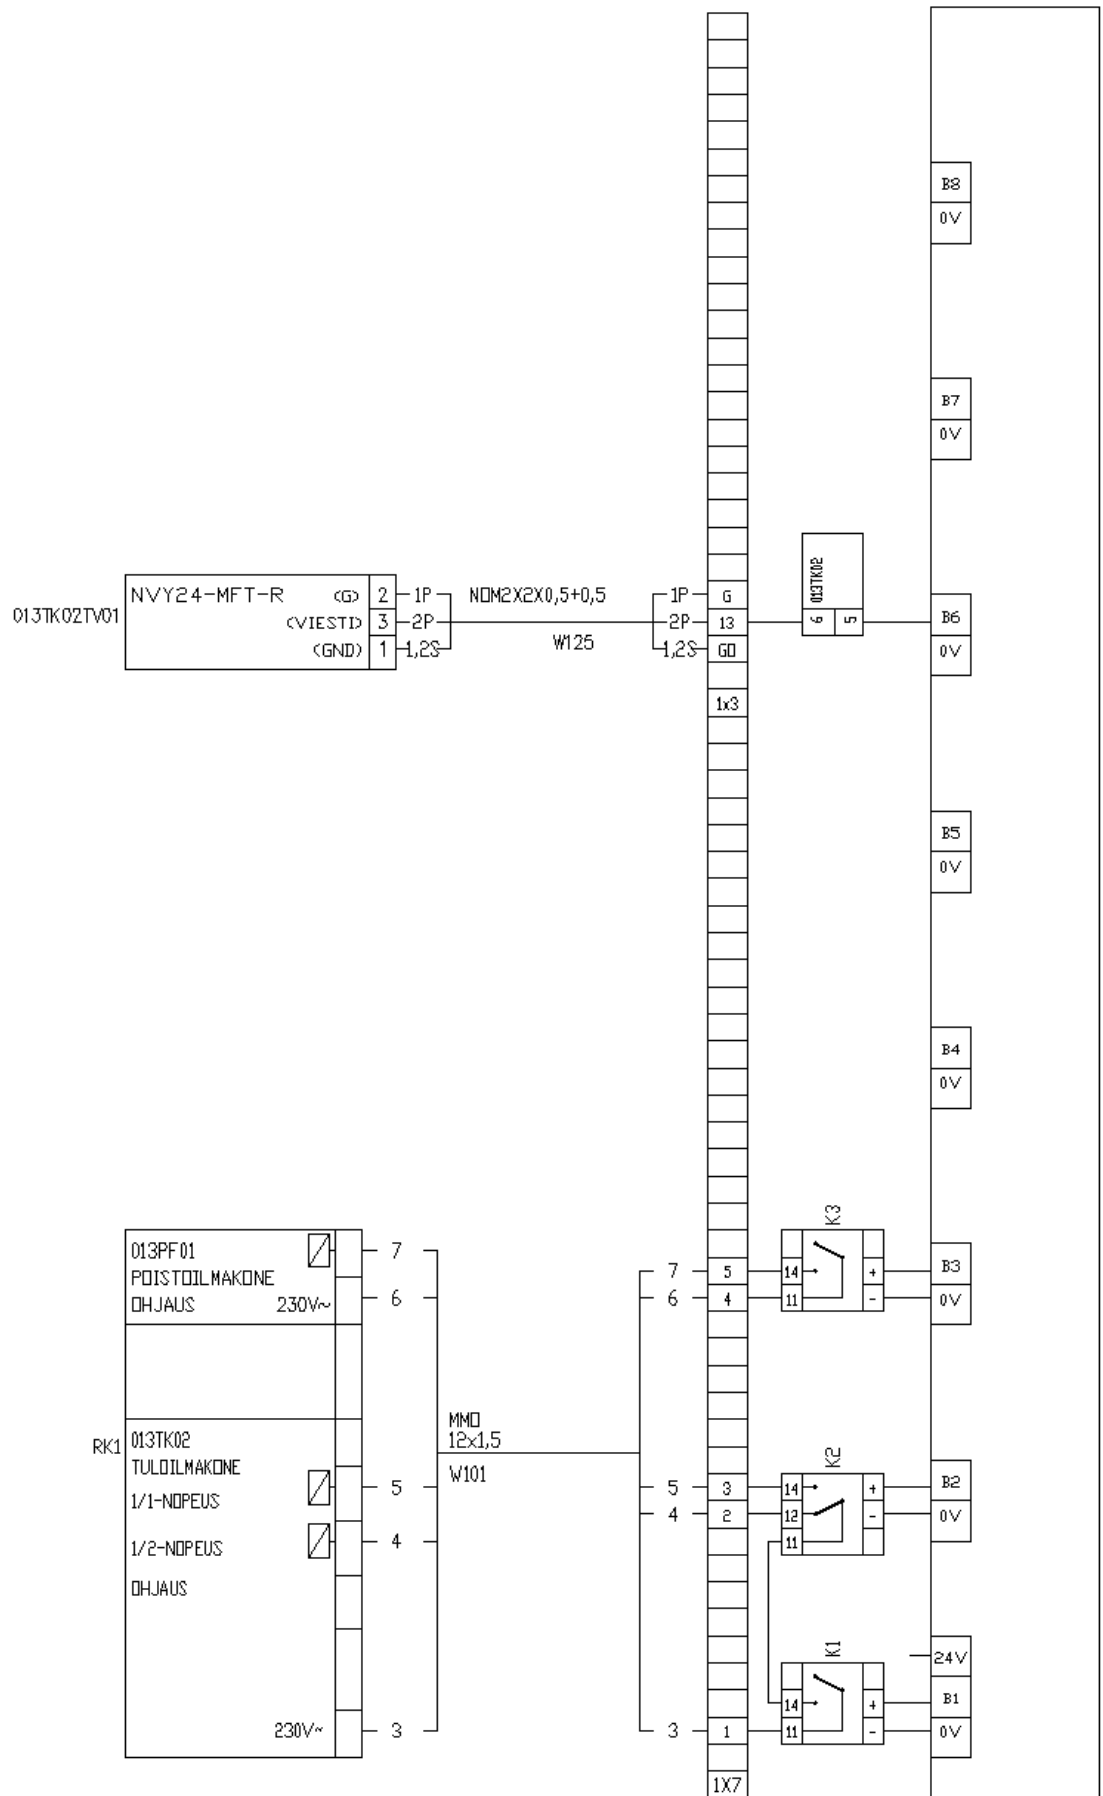 B8
0V
B7
0V
013TK02
6 5
B6
0V
013TK02TV01
NVY24-MFT-R (G) 2 1P
(VIESTI) 3 2P
(GND) 1 1,2S
NOM2X2X0,5+0,5
W125
1P G
2P 13
1,2S G0
1x3
B5
0V
B4
0V
K3
013PF01
POISTOILMAKONE
OHJAUS 230V~
7
6
7 5 14 +
6 4 11 -
B3
0V
RK1
013TK02
TULOILMAKONE
1/1-NOPEUS
1/2-NOPEUS
OHJAUS
230V~
5
4
3
MMO
12x1,5
W101
K2
5 3 14 +
4 2 12 -
11
B2
0V
K1
24V
14 +
3 1 11 -
B1
0V
1X7